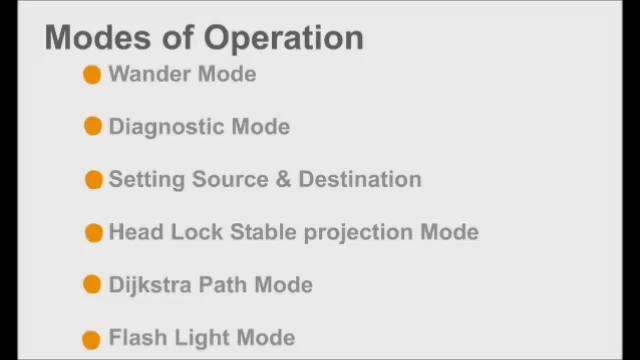 Modes of Operation
Wander Mode
Diagnostic Mode
Setting Source & Destination
Head Lock Stable projection Mode
Dijkstra Path Mode
Flash Light Mode